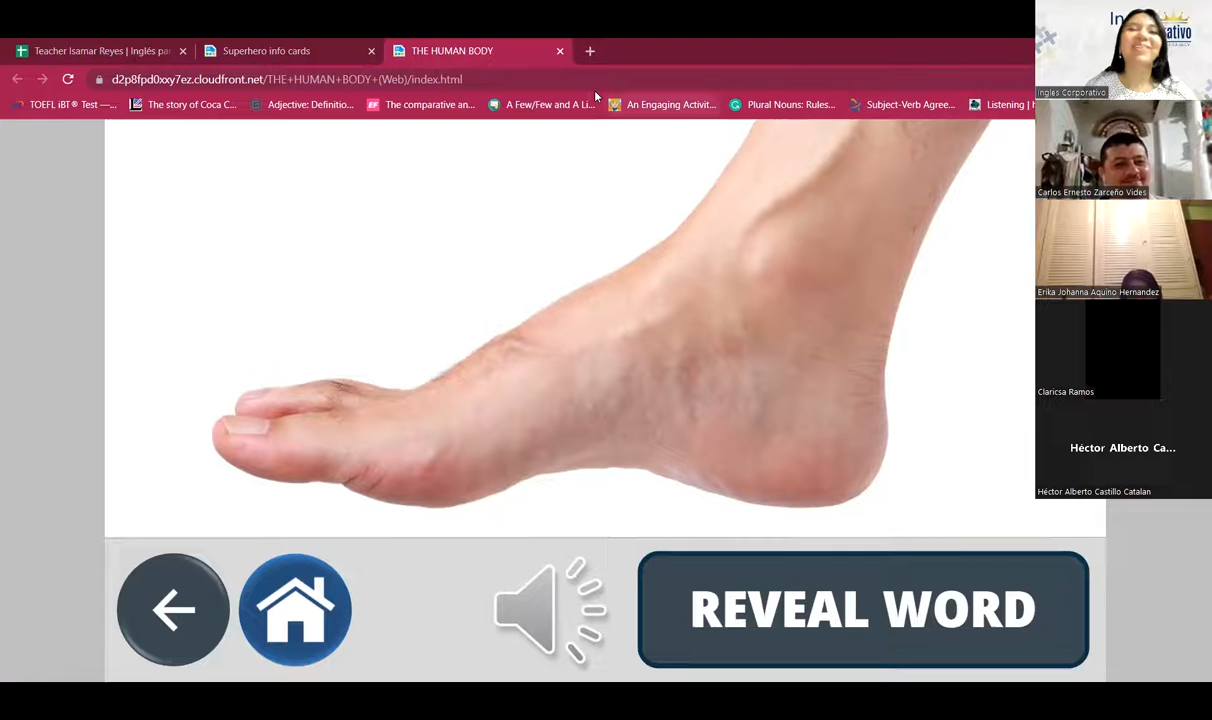 Teacher Isamar Reyes | Inglés pa
Superhero info cards
THE HUMAN BODY
d2p8fpd0xxy7ez.cloudfront.net/THE+HUMAN+BODY+(Web)/index.html
TOEFL iBT® Test —...
The story of Coca C...
Adjective: Definitio...
EF
The comparative an...
A Few/Few and A Li...
An Engaging Activit...
Plural Nouns: Rules...
Subject-Verb Agree...
Listening |
REVEAL WORD
Ingles Corporativo
Carlos Ernesto Zarceño Vides
Erika Johanna Aquino Hernandez
Claricsa Ramos
Héctor Alberto Ca...
Héctor Alberto Castillo Catalan